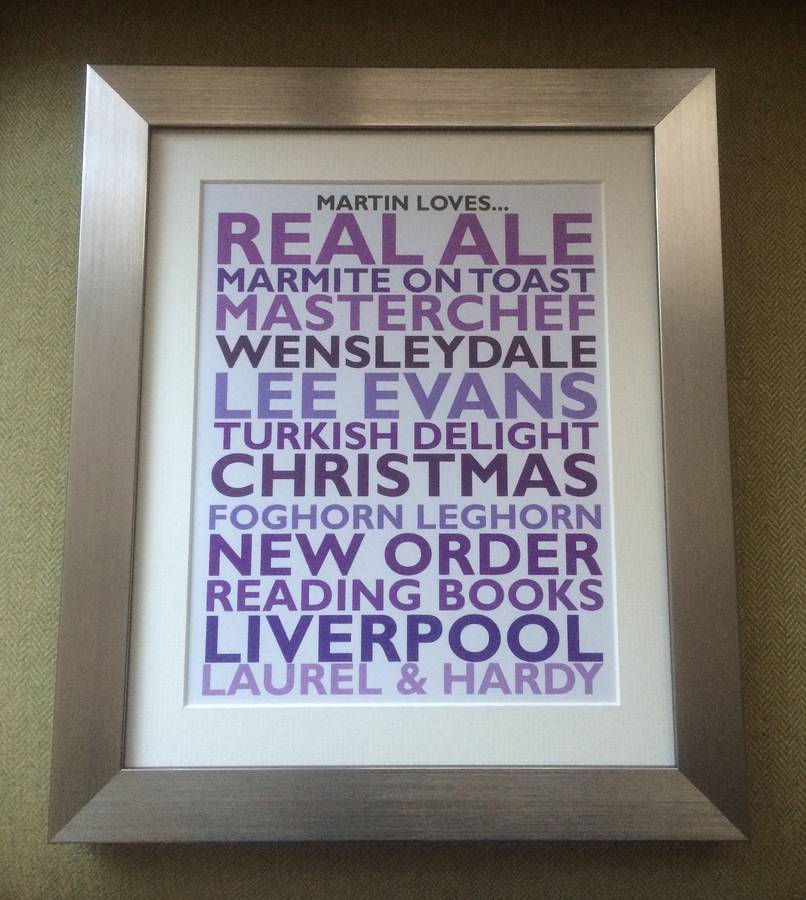 MARTIN LOVES...
REAL ALE
MARMITE ON TOAST
MASTERCHEF
WENSLEYDALE
LEE EVANS
TURKISH DELIGHT
CHRISTMAS
FOGHORN LEGHORN
NEW ORDER
READING BOOKS
LIVERPOOL
LAUREL & HARDY